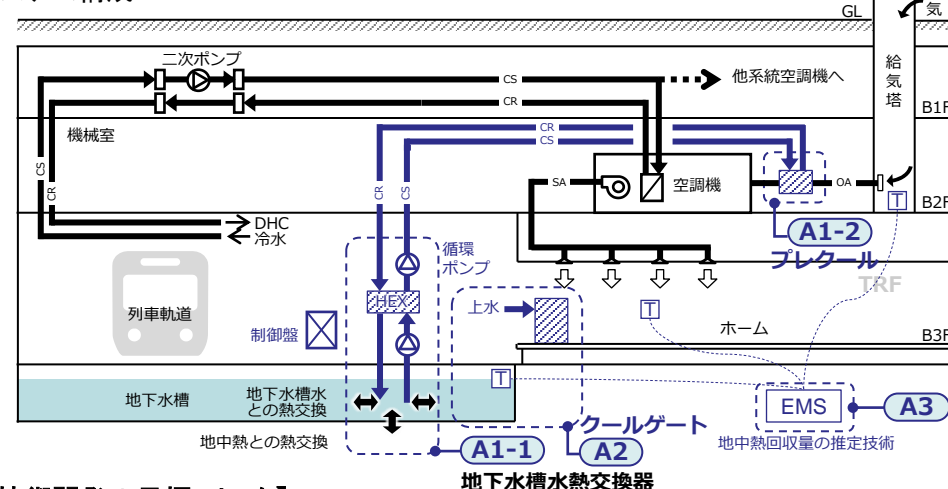 GL
気
給気塔
二次ポンプ
CS
他系統空調機へ
CR
B1F
機械室
CR
CS
CS
CR
CR
CS
SA
空調機
OA
T
B2F
DHC
冷水
A1-2
プレクール
TRF
循環
ポンプ
HEX
上水
T
列車軌道
制御盤
ホーム
B3F
T
地下水槽
地下水槽水
との熱交換
EMS
A3
クールゲート
地中熱との熱交換
A1-1
A2
地中熱回収量の推定技術
地下水槽水熱交換器